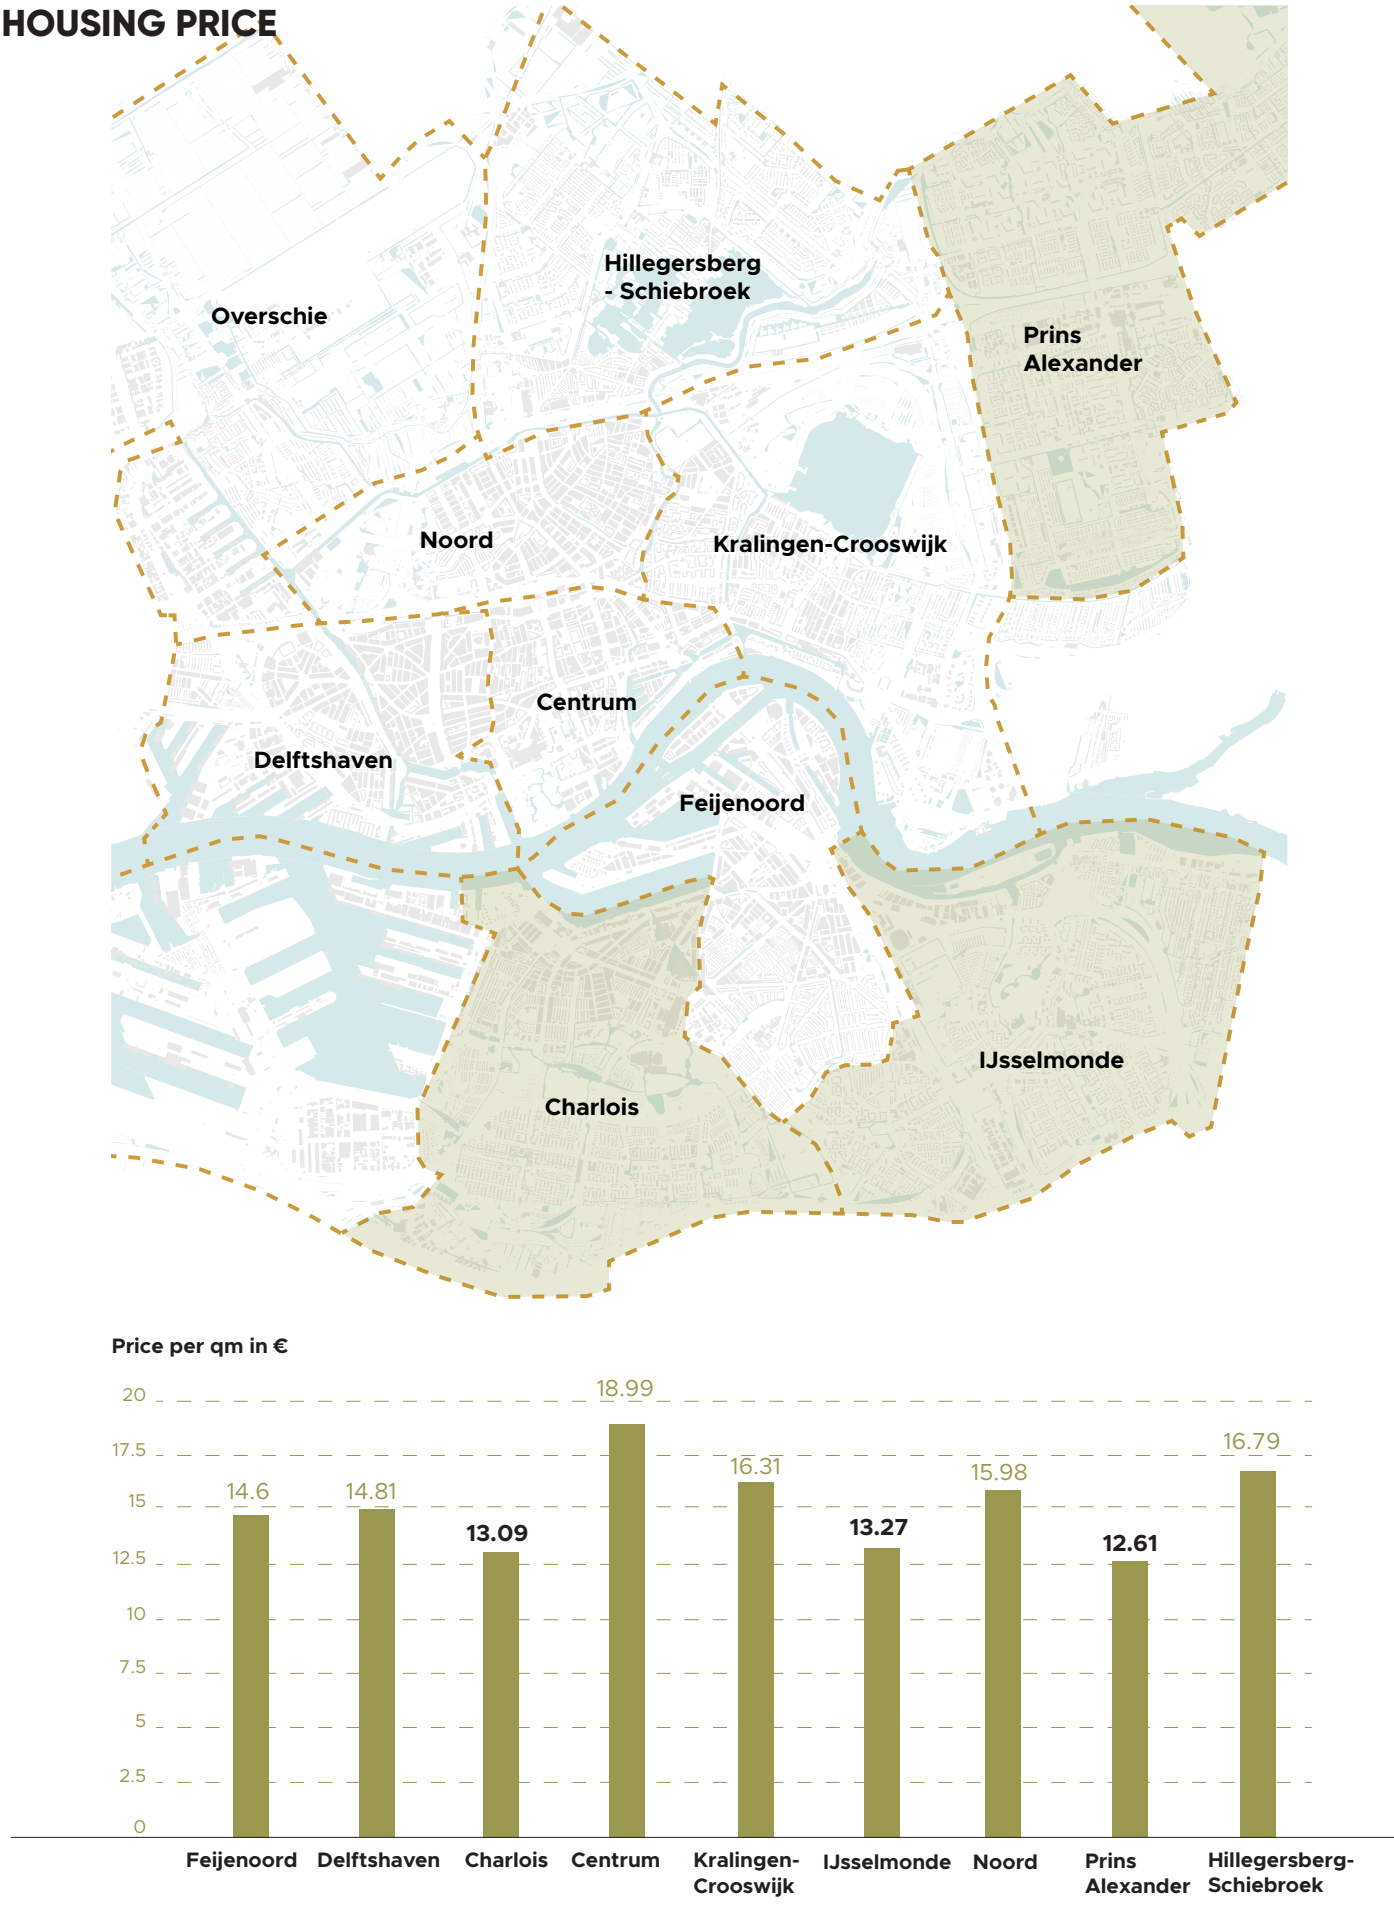 HOUSING PRICE
Hillegersberg
- Schiebroek
Overschie
Prins
Alexander
Noord
Kralingen-Crooswijk
Centrum
Delftshaven
Feijenoord
IJsselmonde
Charlois
Price per qm in €
20
17.5
15
12.5
10
7.5
5
2.5
0
14.6
14.81
13.09
18.99
16.31
13.27
15.98
12.61
16.79
Feijenoord
Delftshaven
Charlois
Centrum
Kralingen-
Crooswijk
IJsselmonde
Noord
Prins
Alexander
Hillegersberg-
Schiebroek